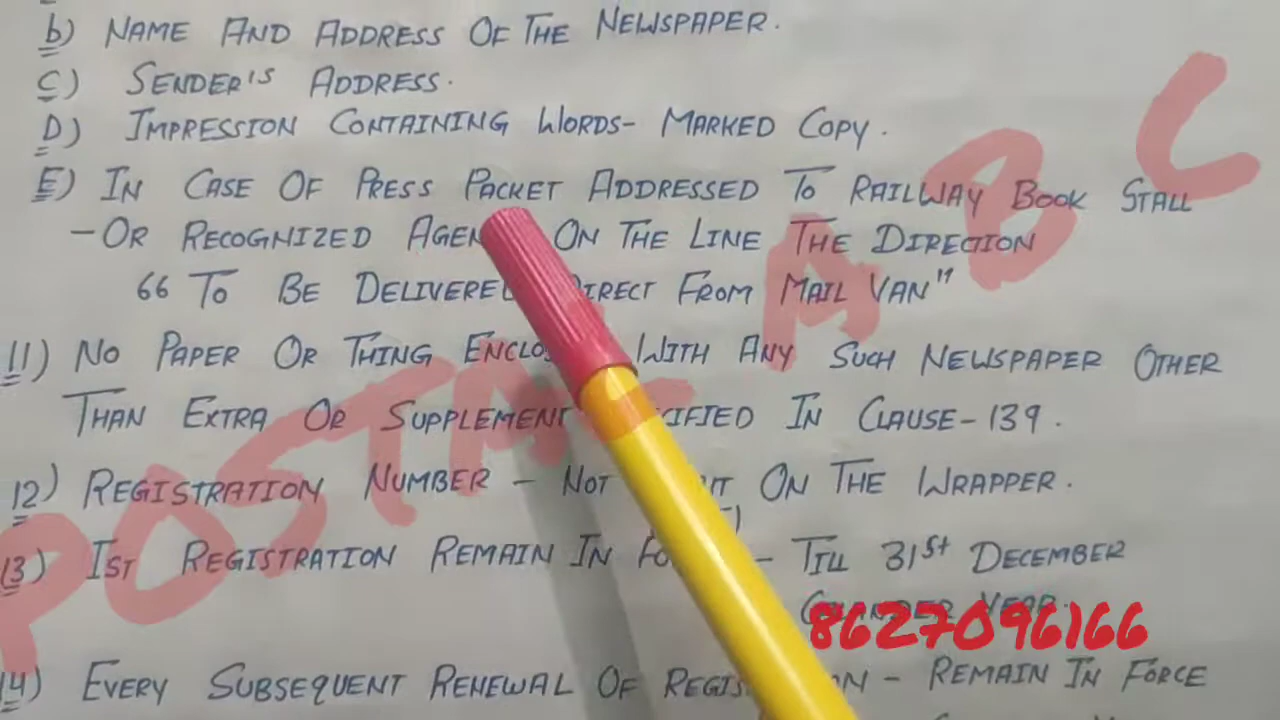 b) NAME AND ADDRESS OF THE NEWSPAPER.
C) SENDER'S ADDRESS.
D) IMPRESSION CONTAINING WORDS- MARKED COPY.
E) IN CASE OF PRESS PACKET ADDRESSED TO RAILWAY BOOK STALL
- OR RECOGNIZED ON THE LINE THE DIRECTION
66 TO BE FROM MAIL VAN"
11) NO PAPER OR THING WITH ANY SUCH NEWSPAPER OTHER
THAN EXTRA OR SUPPLEMENT IN CLAUSE-139.
12) REGISTRATION NUMBER - NOT ON THE WRAPPER.
13) IST REGISTRATION REMAIN IN - TILL 31st DECEMBER
YEAR.
8627096166
14) EVERY SUBSEQUENT RENEWAL OF - REMAIN IN FORCE
POSTAL ABC